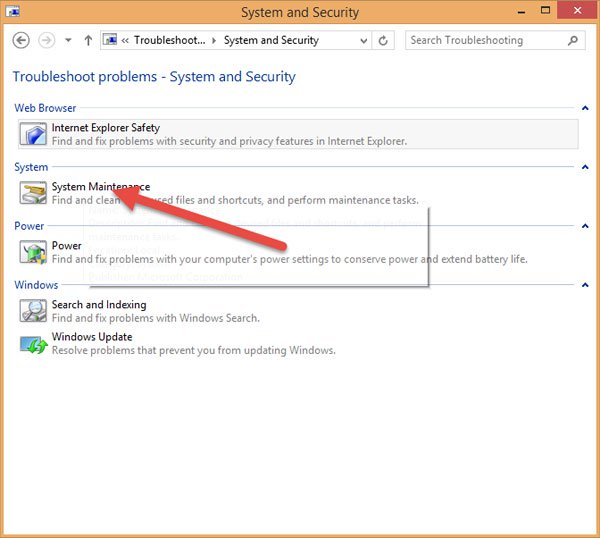 System and Security
« Troubleshoot... ▸ System and Security
Search Troubleshooting
Troubleshoot problems - System and Security
Web Browser
Internet Explorer Safety
Find and fix problems with security and privacy features in Internet Explorer.
System
System Maintenance
Find and clean used files and shortcuts, and perform maintenance tasks.
Power
Power
Find and fix problems with your computer's power settings to conserve power and extend battery life.
Windows
Search and Indexing
Find and fix problems with Windows Search.
Windows Update
Resolve problems that prevent you from updating Windows.